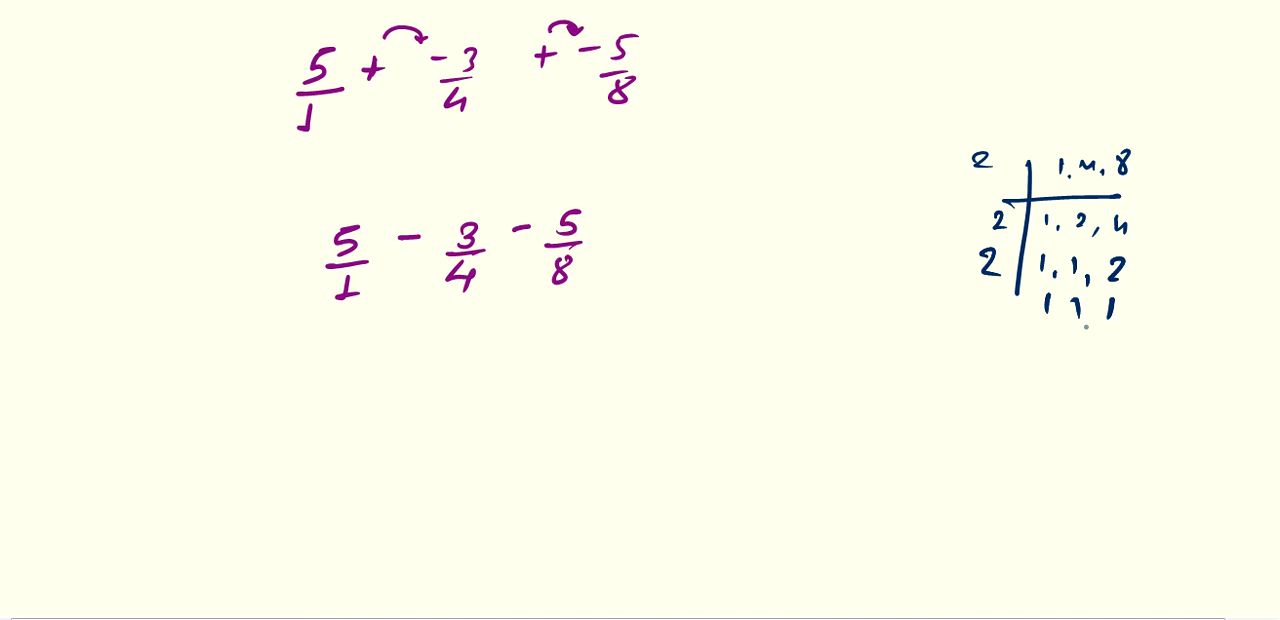 5/1 + -3/4 + -5/8
5/1 - 3/4 - 5/8
2 | 1, 4, 8
2 | 1, 2, 4
2 | 1, 1, 2
1 1 1